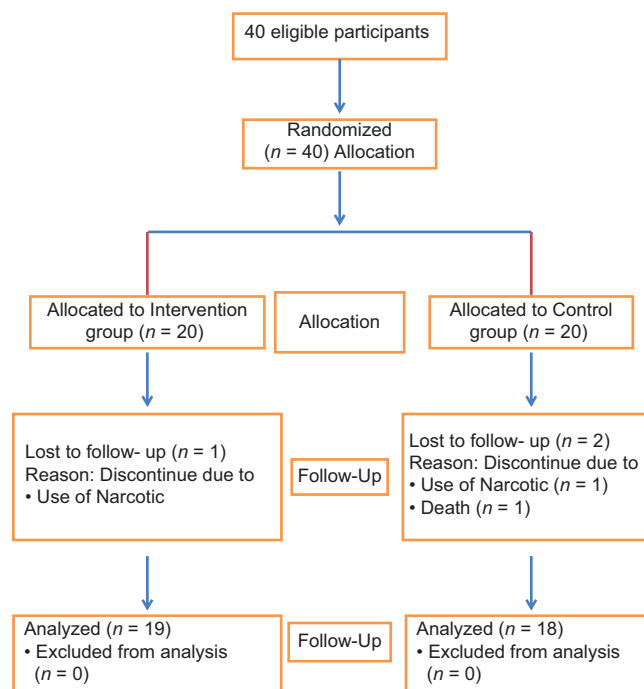 40 eligible participants
Randomized
(n = 40) Allocation
Allocated to Intervention
group (n = 20)
Allocation
Allocated to Control
group (n = 20)
Lost to follow- up (n = 1)
Reason: Discontinue due to
• Use of Narcotic
Follow-Up
Lost to follow- up (n = 2)
Reason: Discontinue due to
• Use of Narcotic (n = 1)
• Death (n = 1)
Analyzed (n = 19)
• Excluded from analysis
(n = 0)
Follow-Up
Analyzed (n = 18)
• Excluded from analysis
(n = 0)